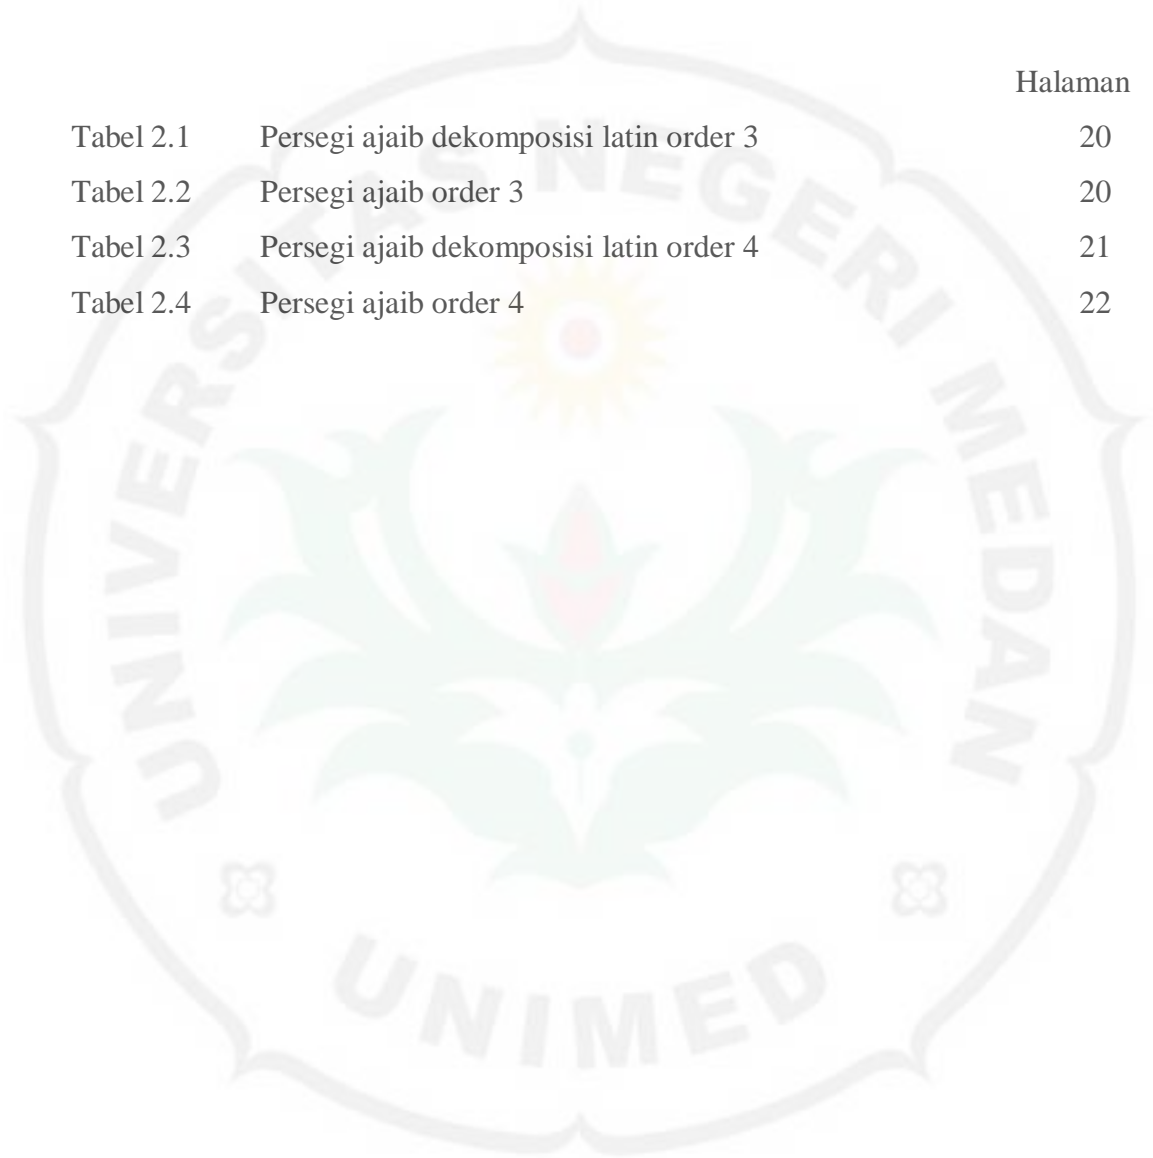 Halaman
Tabel 2.1 Persegi ajaib dekomposisi latin order 3 20
Tabel 2.2 Persegi ajaib order 3 20
Tabel 2.3 Persegi ajaib dekomposisi latin order 4 21
Tabel 2.4 Persegi ajaib order 4 22
UNIVERSITAS NEGERI MEDAN
UNIMED